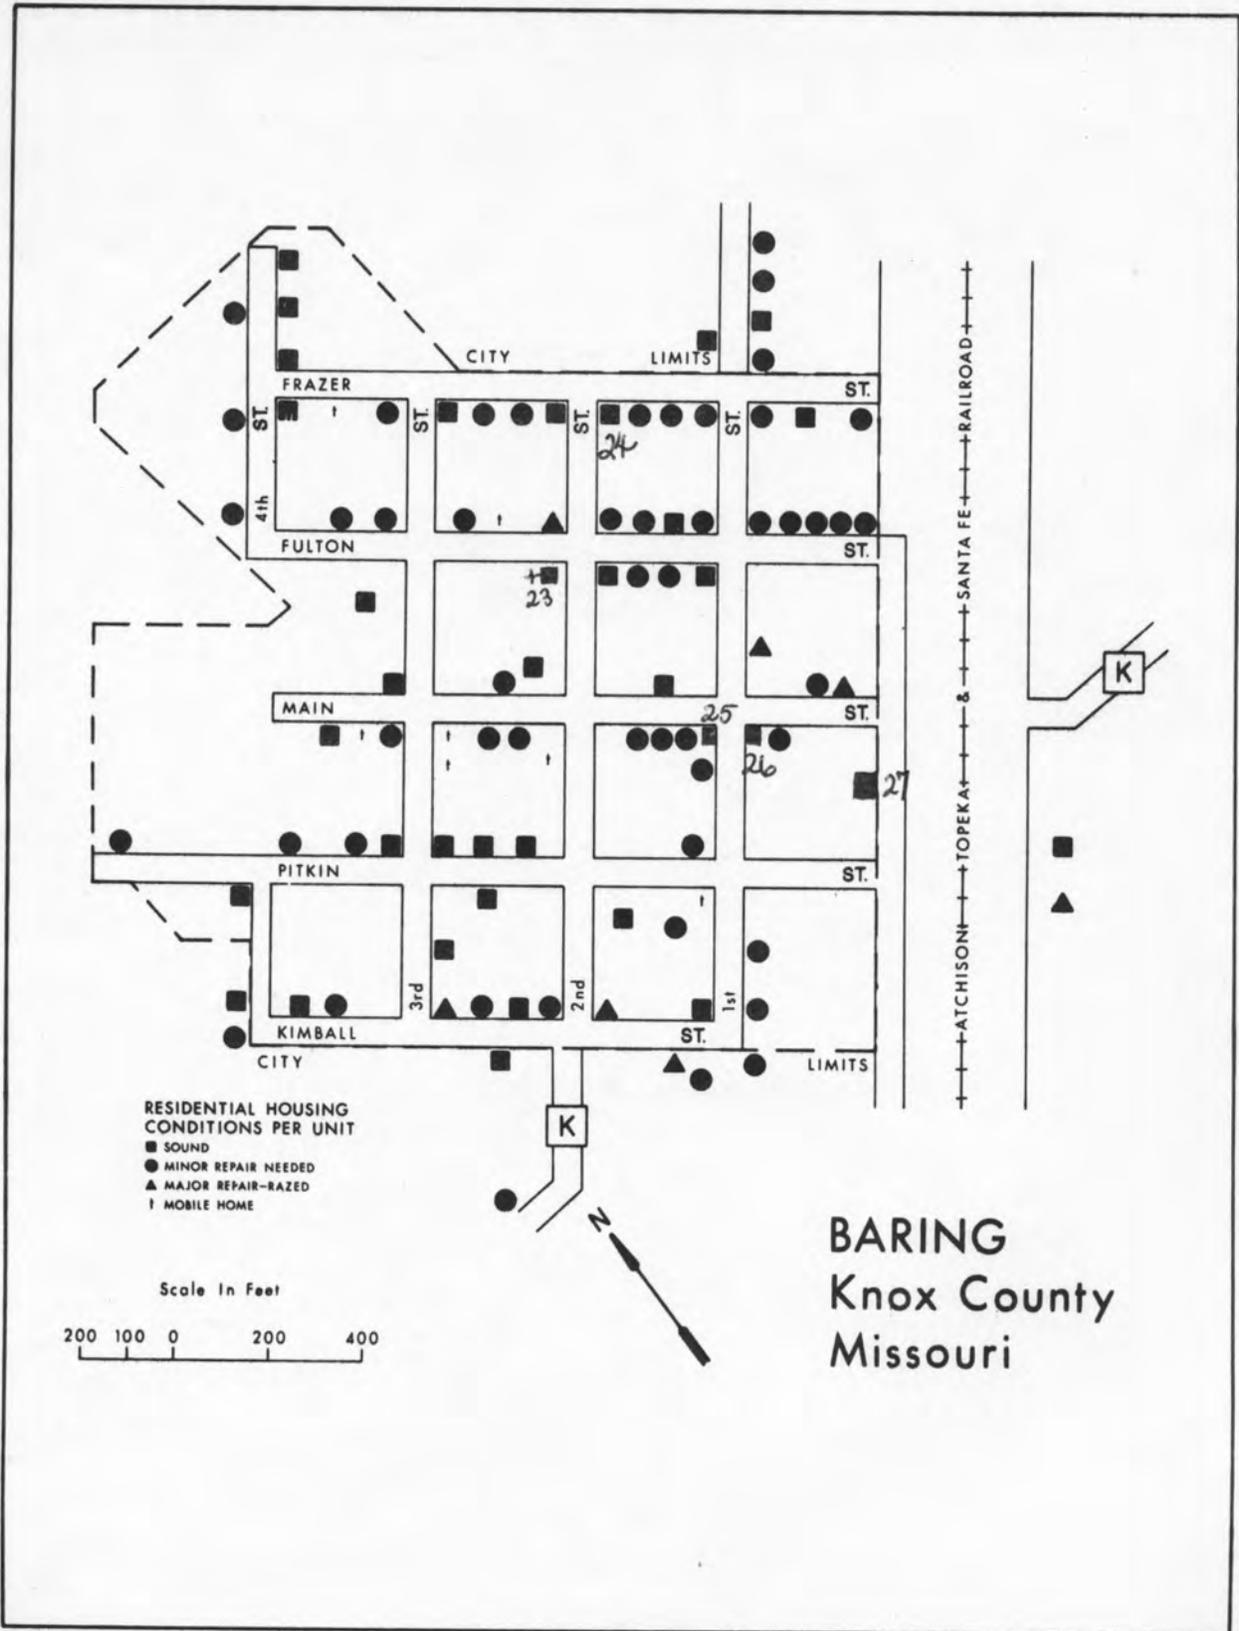 CITY LIMITS
FRAZER ST.
ST. ST. ST. ST.
24
4th
FULTON ST.
23
MAIN ST.
25
26
27
PITKIN ST.
3rd 2nd 1st
KIMBALL ST.
CITY LIMITS
ATCHISON TOPEKA & SANTA FE RAILROAD
K
K
RESIDENTIAL HOUSING
CONDITIONS PER UNIT
SOUND
MINOR REPAIR NEEDED
MAJOR REPAIR-RAZED
MOBILE HOME
N
Scale In Feet
200 100 0 200 400
BARING
Knox County
Missouri